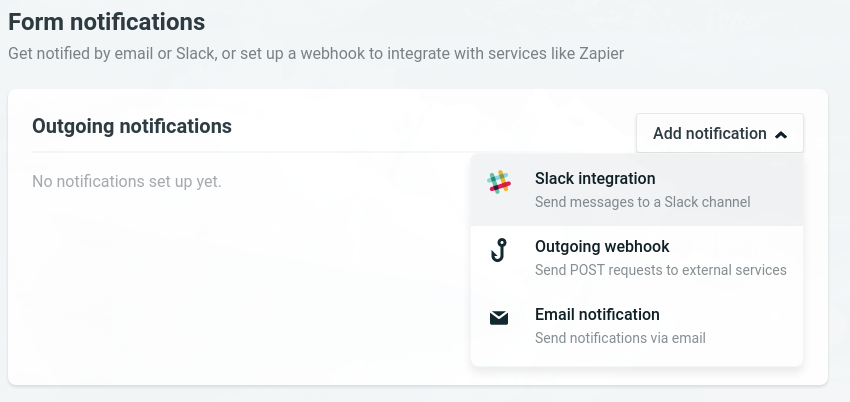 Form notifications
Get notified by email or Slack, or set up a webhook to integrate with services like Zapier
Outgoing notifications
Add notification
No notifications set up yet.
Slack integration
Send messages to a Slack channel
Outgoing webhook
Send POST requests to external services
Email notification
Send notifications via email